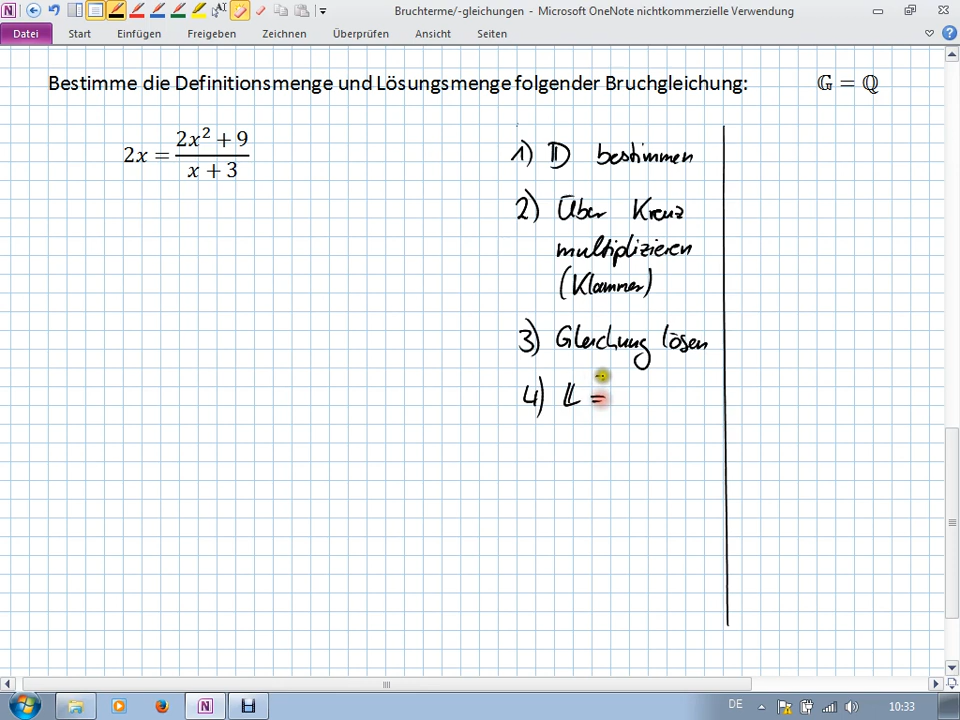 Bruchterme/-gleichungen - Microsoft OneNote nichtkommerzielle Verwendung
Datei Start Einfügen Freigeben Zeichnen Überprüfen Ansicht Seiten
Bestimme die Definitionsmenge und Lösungsmenge folgender Bruchgleichung: 𝔾 = ℚ
2x = (2x² + 9)/(x + 3)
1) 𝔻 bestimmen
2) Über Kreuz
multiplizieren
(Klammer)
3) Gleichung lösen
4) 𝕃 =
DE 10:33